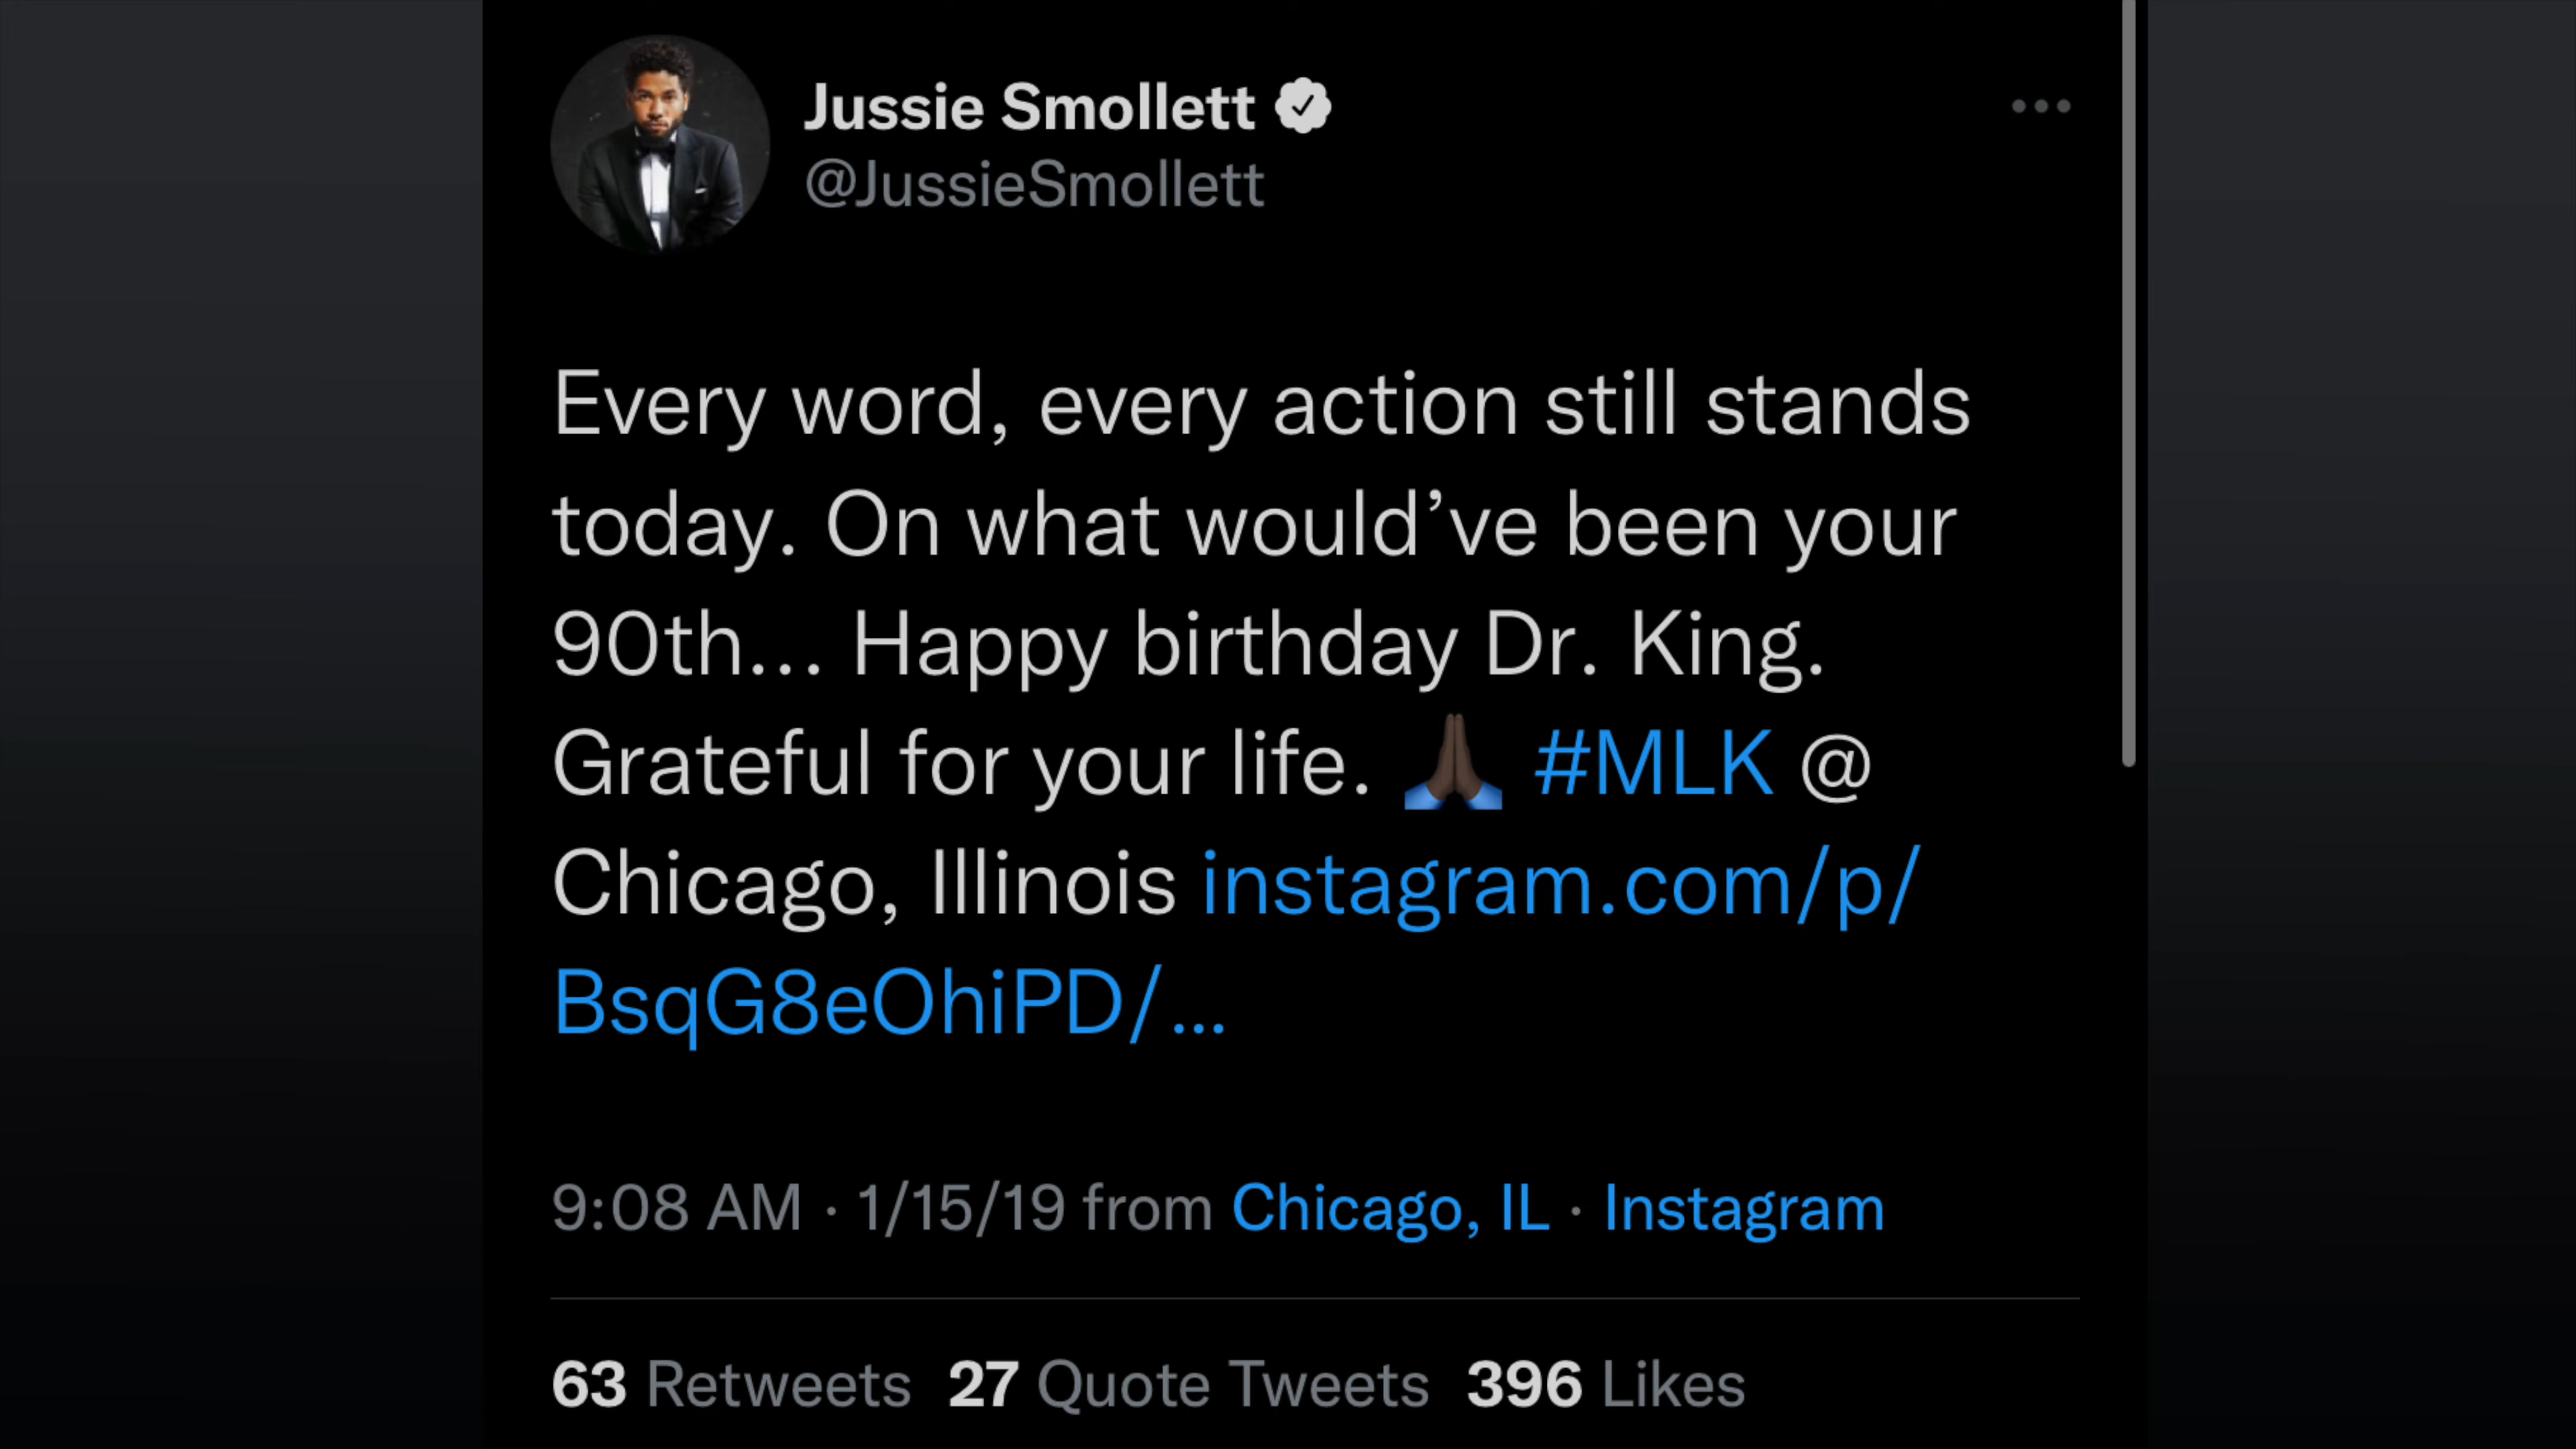 Jussie Smollett
@JussieSmollett
Every word, every action still stands
today. On what would’ve been your
90th... Happy birthday Dr. King.
Grateful for your life. 🙏🏿 #MLK @
Chicago, Illinois instagram.com/p/
BsqG8eOhiPD/...
9:08 AM · 1/15/19 from Chicago, IL · Instagram
63 Retweets 27 Quote Tweets 396 Likes